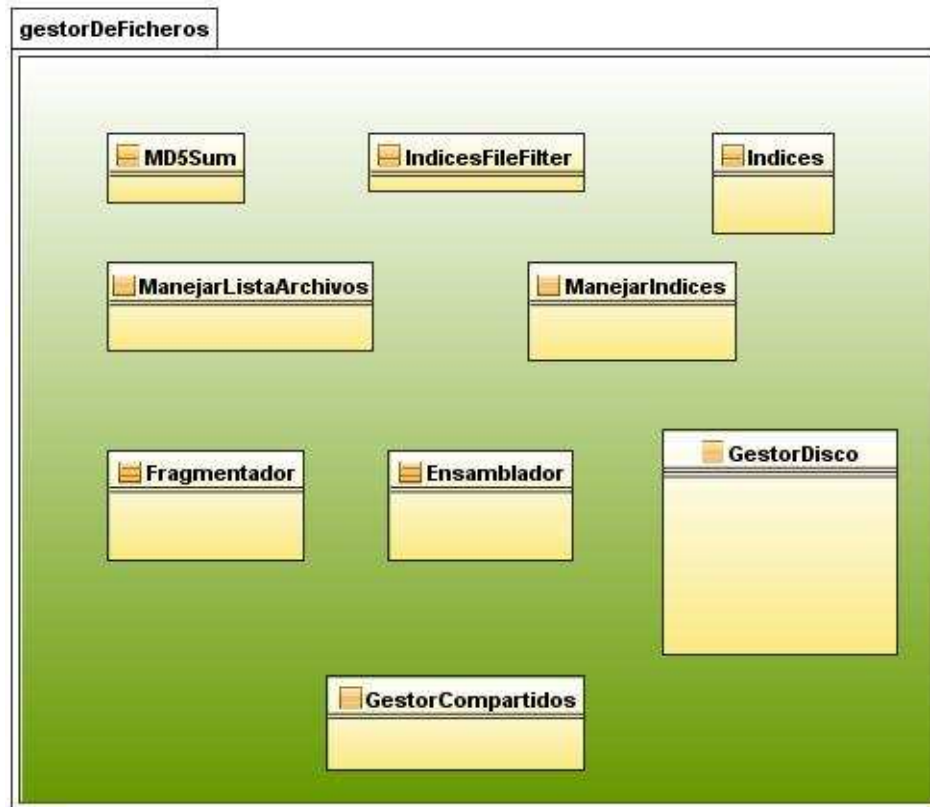 gestorDeFicheros
MD5Sum
IndicesFileFilter
Indices
ManejarListaArchivos
ManejarIndices
Fragmentador
Ensamblador
GestorDisco
GestorCompartidos